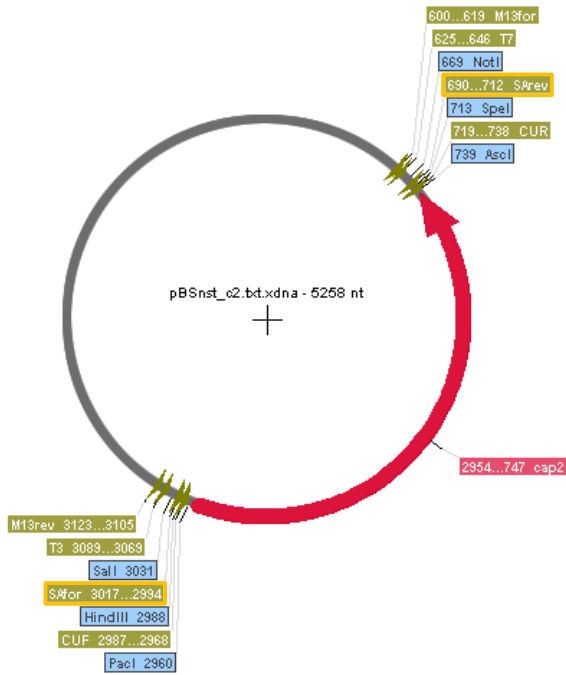 600...619 M13for
625...646 T7
669 NotI
690...712 SArev
713 SpeI
719...738 CUR
739 AscI
pBSnst_c2.txt.xdna - 5258 nt
2954...747 cap2
M13rev 3123...3105
T3 3089...3069
SalI 3031
SAfor 3017...2994
HindIII 2988
CUF 2987...2968
PacI 2960